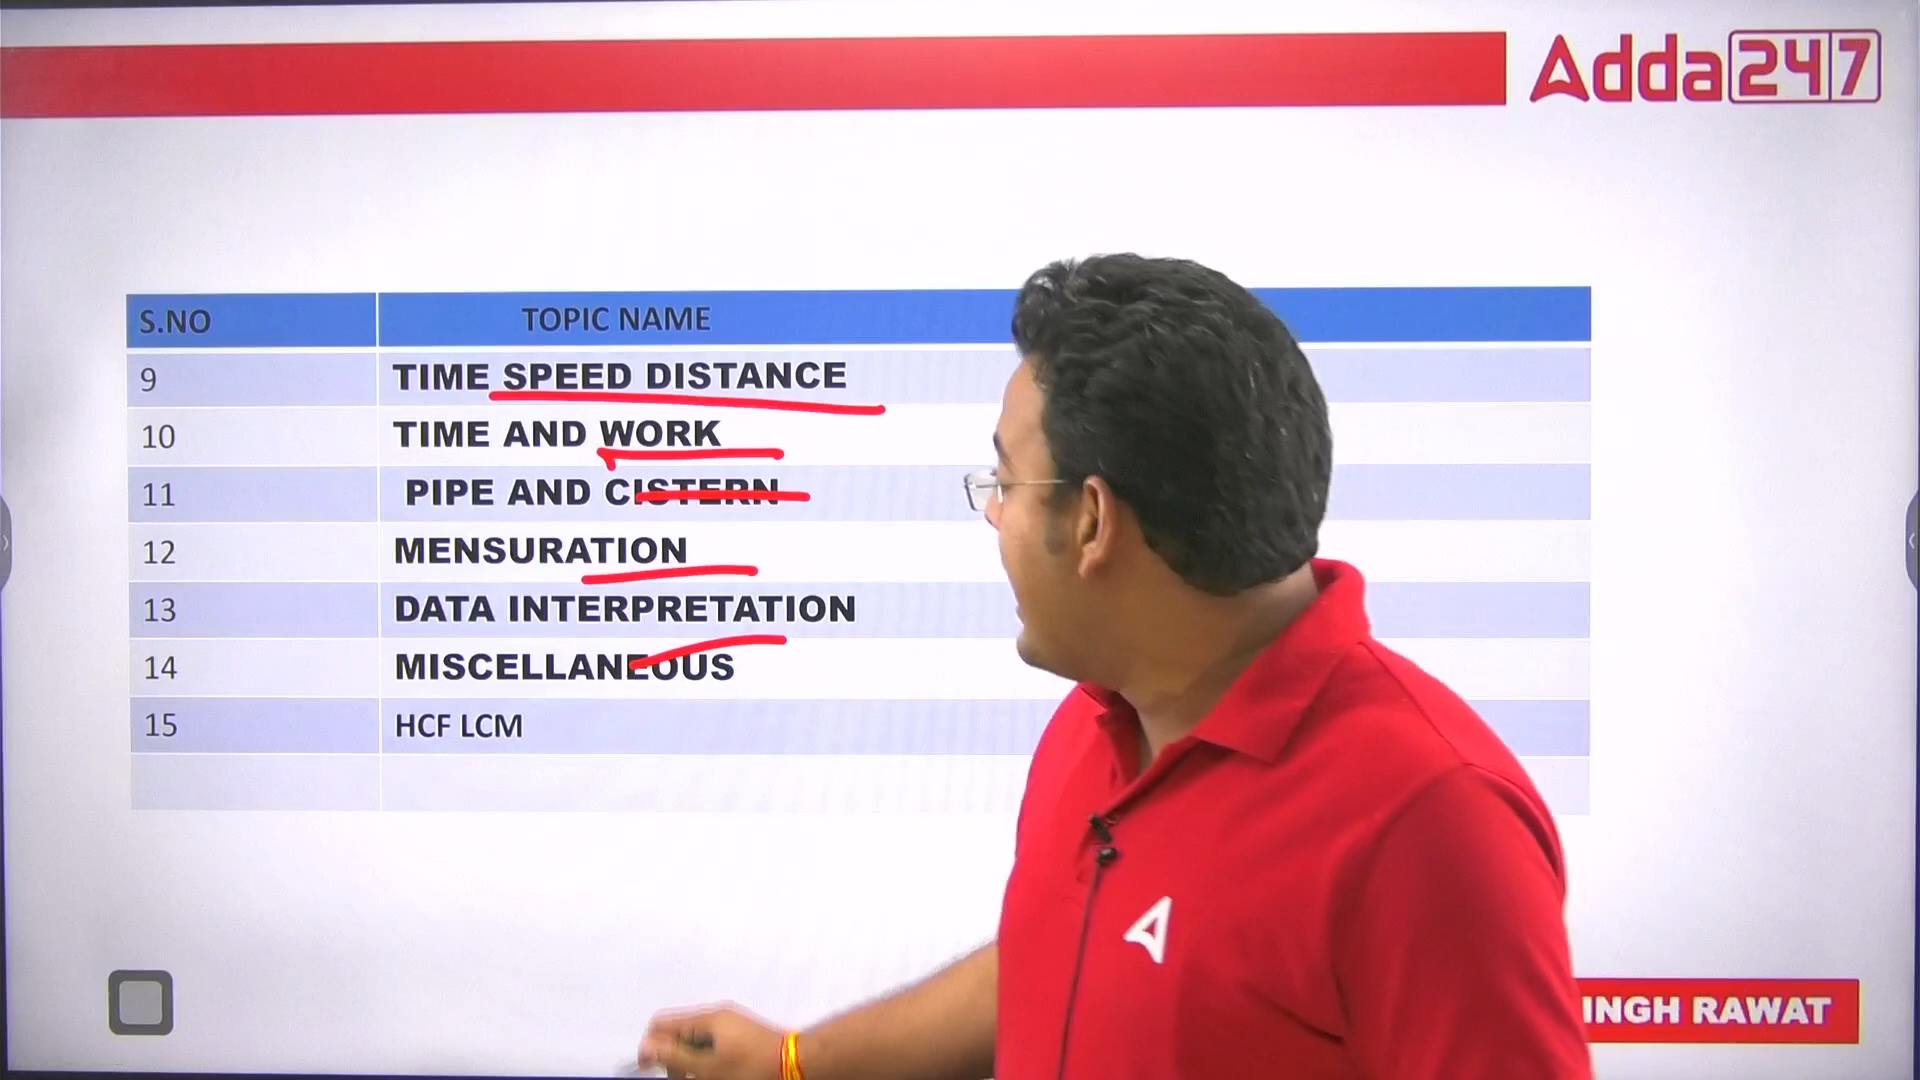 Adda247
S.NO TOPIC NAME
9 TIME SPEED DISTANCE
10 TIME AND WORK
11 PIPE AND CISTERN
12 MENSURATION
13 DATA INTERPRETATION
14 MISCELLANEOUS
15 HCF LCM
INGH RAWAT